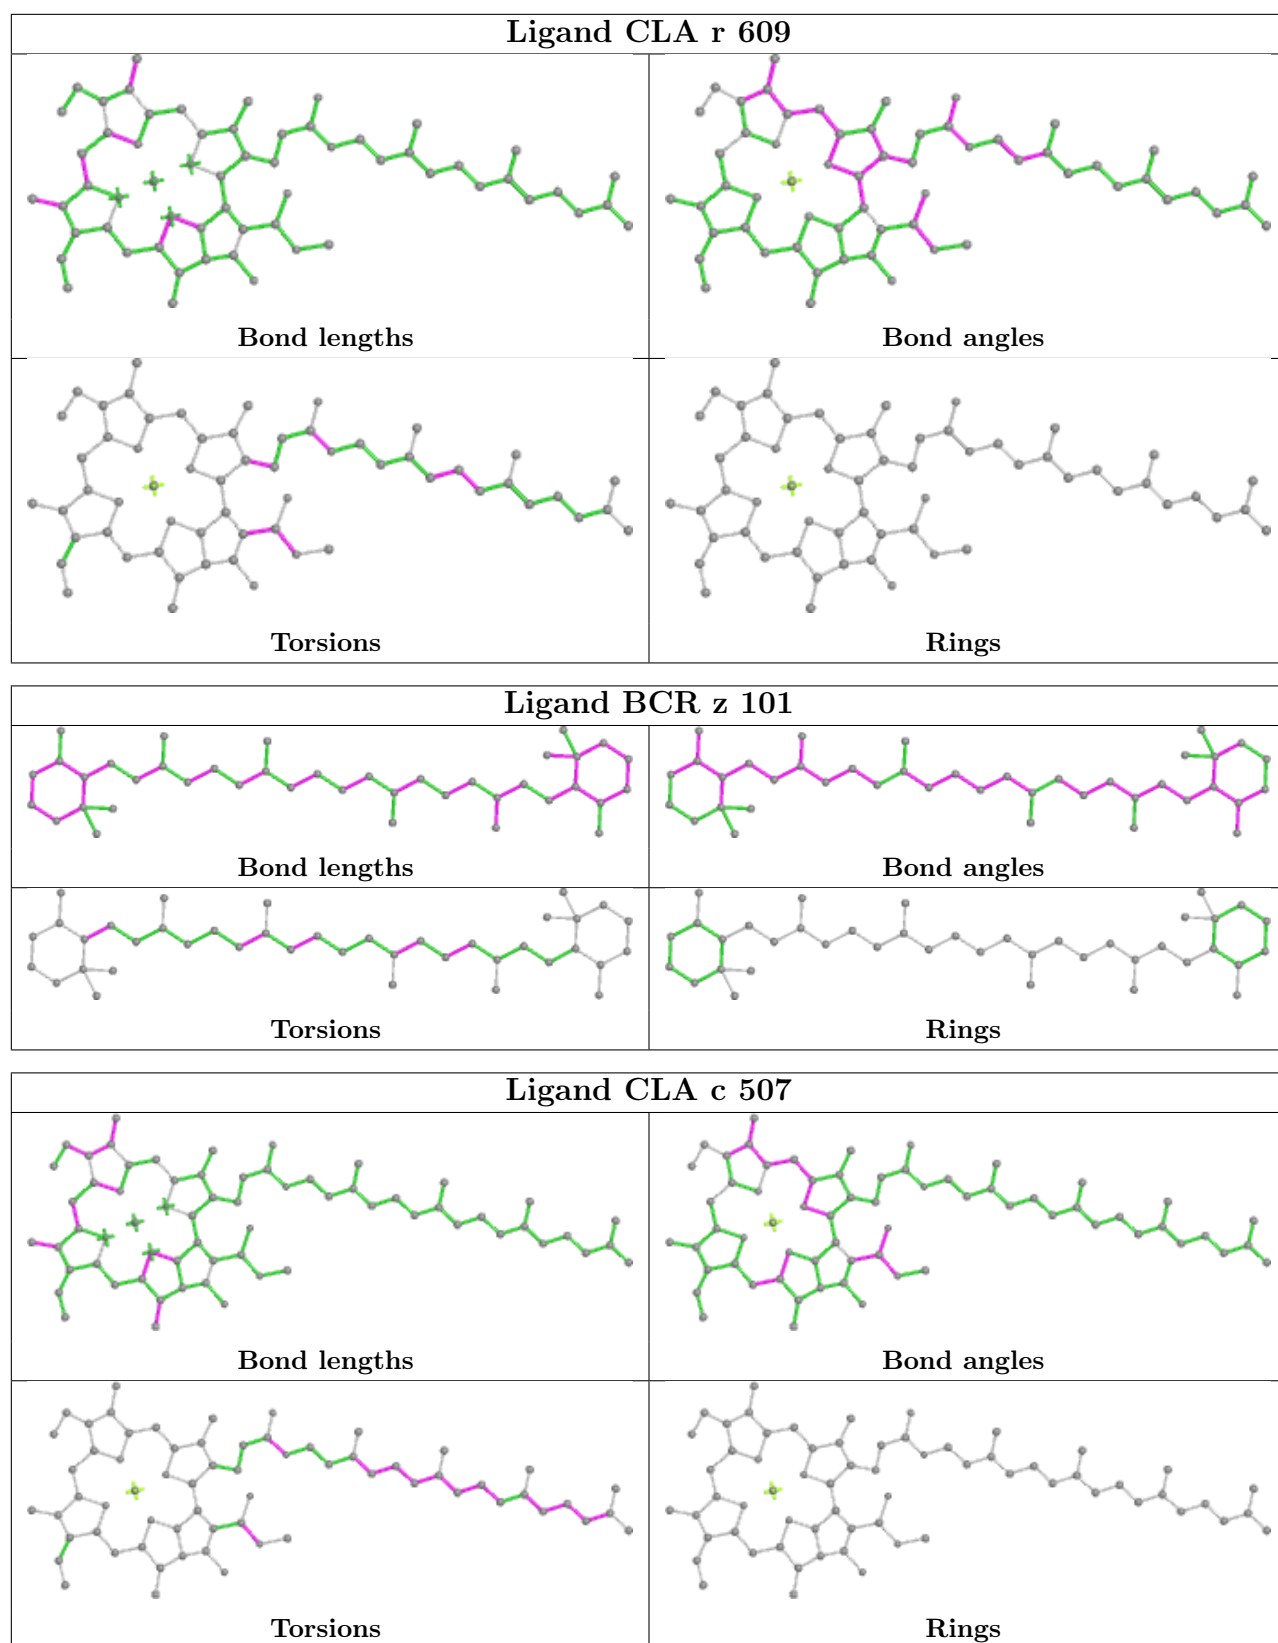 Ligand CLA r 609
Bond lengths
Bond angles
Torsions
Rings
Ligand BCR z 101
Bond lengths
Bond angles
Torsions
Rings
Ligand CLA c 507
Bond lengths
Bond angles
Torsions
Rings